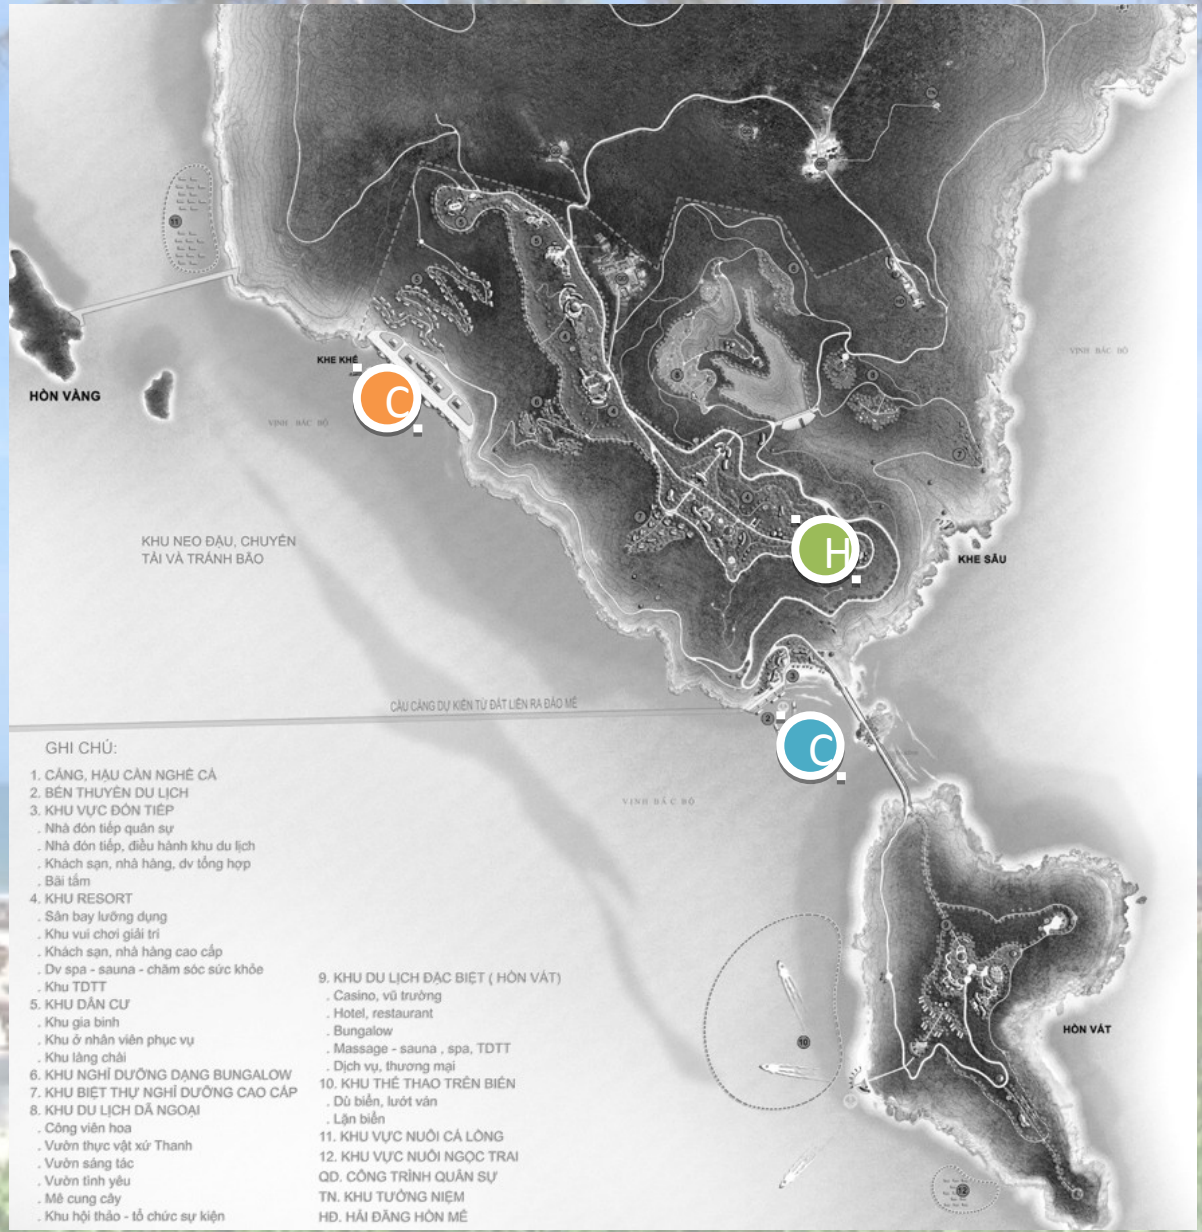 11
VỊNH BẮC BỘ
5
8
KHE KHẺ
HÒN VÀNG
C
VỊNH BẮC BỘ
6
4
7
KHU NEO ĐẬU, CHUYỂN
TẢI VÀ TRÁNH BÃO
H
KHE SÂU
3
CẦU CẢNG DỰ KIẾN TỪ ĐẤT LIỀN RA ĐẢO MÊ
2
C
VỊNH BẮC BỘ
GHI CHÚ:
1. CẢNG, HẬU CẦN NGHỀ CÁ
2. BẾN THUYỀN DU LỊCH
3. KHU VỰC ĐÓN TIẾP
. Nhà đón tiếp quân sự
. Nhà đón tiếp, điều hành khu du lịch
. Khách sạn, nhà hàng, dv tổng hợp
. Bãi tắm
4. KHU RESORT
. Sân bay lưỡng dụng
. Khu vui chơi giải trí
. Khách sạn, nhà hàng cao cấp
. Dv spa - sauna - chăm sóc sức khỏe
. Khu TDTT
5. KHU DÂN CƯ
. Khu gia binh
. Khu ở nhân viên phục vụ
. Khu làng chài
6. KHU NGHỈ DƯỠNG DẠNG BUNGALOW
7. KHU BIỆT THỰ NGHỈ DƯỠNG CAO CẤP
8. KHU DU LỊCH DÃ NGOẠI
. Công viên hoa
. Vườn thực vật xứ Thanh
. Vườn sáng tác
. Vườn tình yêu
. Mê cung cây
. Khu hội thảo - tổ chức sự kiện
9. KHU DU LỊCH ĐẶC BIỆT ( HÒN VÁT)
. Casino, vũ trường
. Hotel, restaurant
. Bungalow
. Massage - sauna , spa, TDTT
. Dịch vụ, thương mại
10. KHU THỂ THAO TRÊN BIỂN
. Dù biển, lướt ván
. Lặn biển
11. KHU VỰC NUÔI CÁ LỒNG
12. KHU VỰC NUÔI NGỌC TRAI
QD. CÔNG TRÌNH QUÂN SỰ
TN. KHU TƯỞNG NIỆM
HĐ. HẢI ĐĂNG HÒN MÊ
HÒN VÁT
10
12